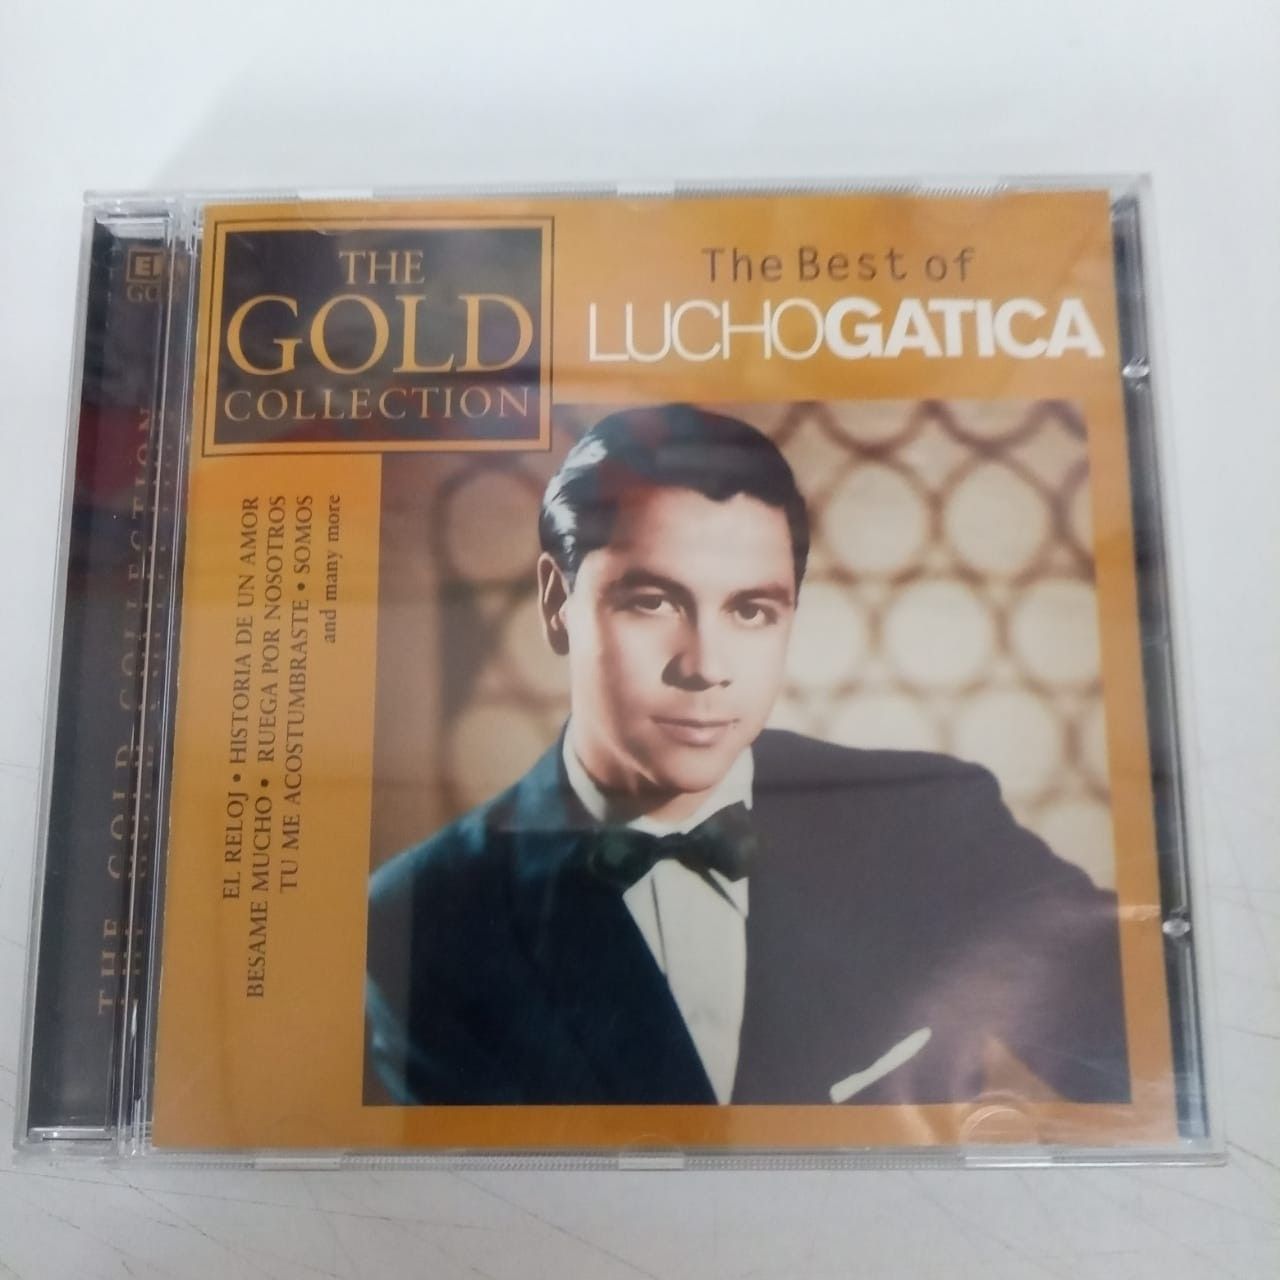 THE
GOLD
COLLECTION
The Best of
LUCHOGATICA
EL RELOJ • HISTORIA DE UN AMOR
BESAME MUCHO • RUEGA POR NOSOTROS
TU ME ACOSTUMBRASTE • SOMOS
and many more
THE GOLD COLLECTION